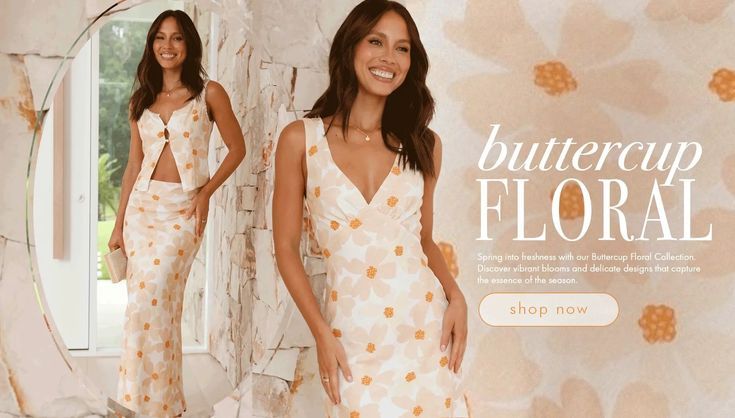 buttercup
FLORAL
Spring into freshness with our Buttercup Floral Collection.
Discover vibrant blooms and delicate designs that capture
the essence of the season.
shop now